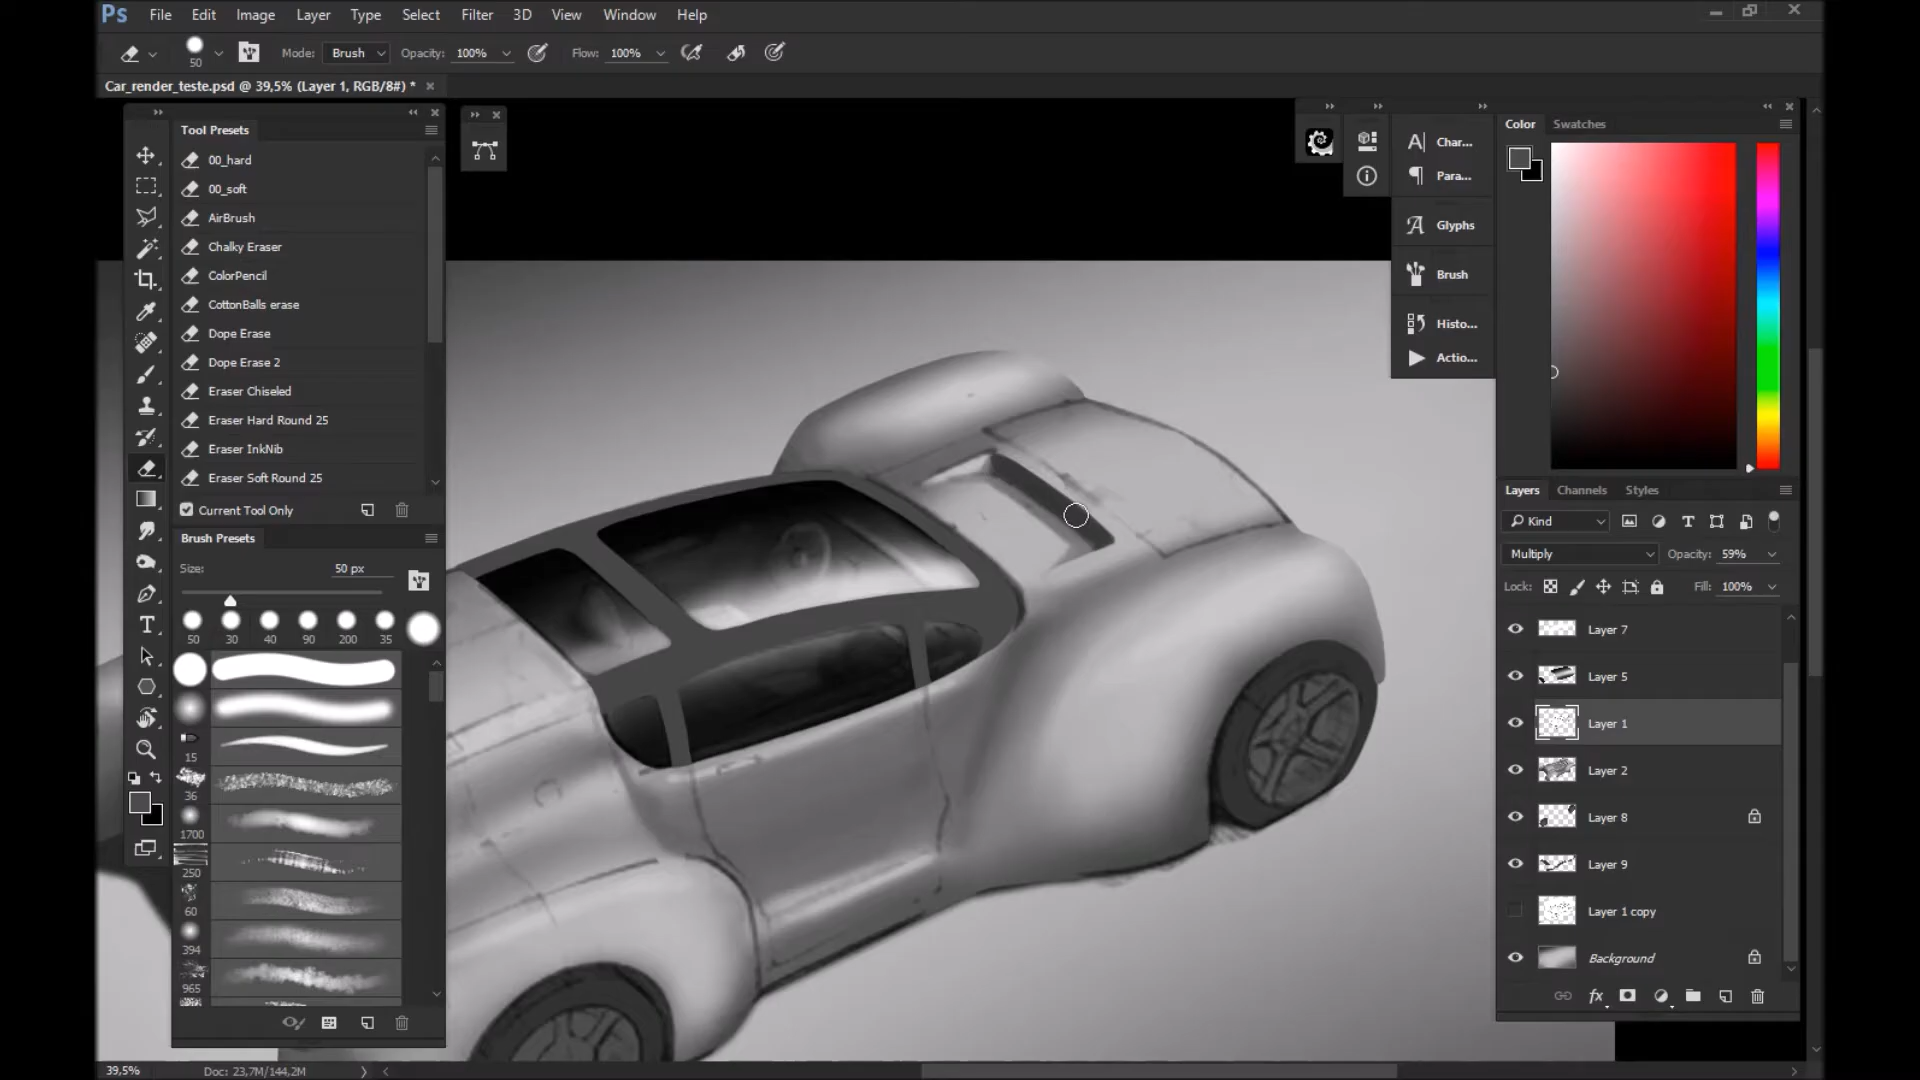 Ps File Edit Image Layer Type Select Filter 3D View Window Help
50 Mode: Brush Opacity: 100% Flow: 100%
Car_render_teste.psd @ 39,5% (Layer 1, RGB/8#) *
Tool Presets
00_hard
00_soft
AirBrush
Chalky Eraser
ColorPencil
CottonBalls erase
Dope Erase
Dope Erase 2
Eraser Chiseled
Eraser Hard Round 25
Eraser InkNib
Eraser Soft Round 25
Current Tool Only
Brush Presets
Size: 50 px
50 30 40 90 200 35
15
36
1700
250
60
394
965
Char...
Para...
Glyphs
Brush
Histo...
Actio...
Color Swatches
Layers Channels Styles
Kind
Multiply Opacity: 59%
Lock: Fill: 100%
Layer 7
Layer 5
Layer 1
Layer 2
Layer 8
Layer 9
Layer 1 copy
Background
39,5% Doc: 23,7M/144,2M